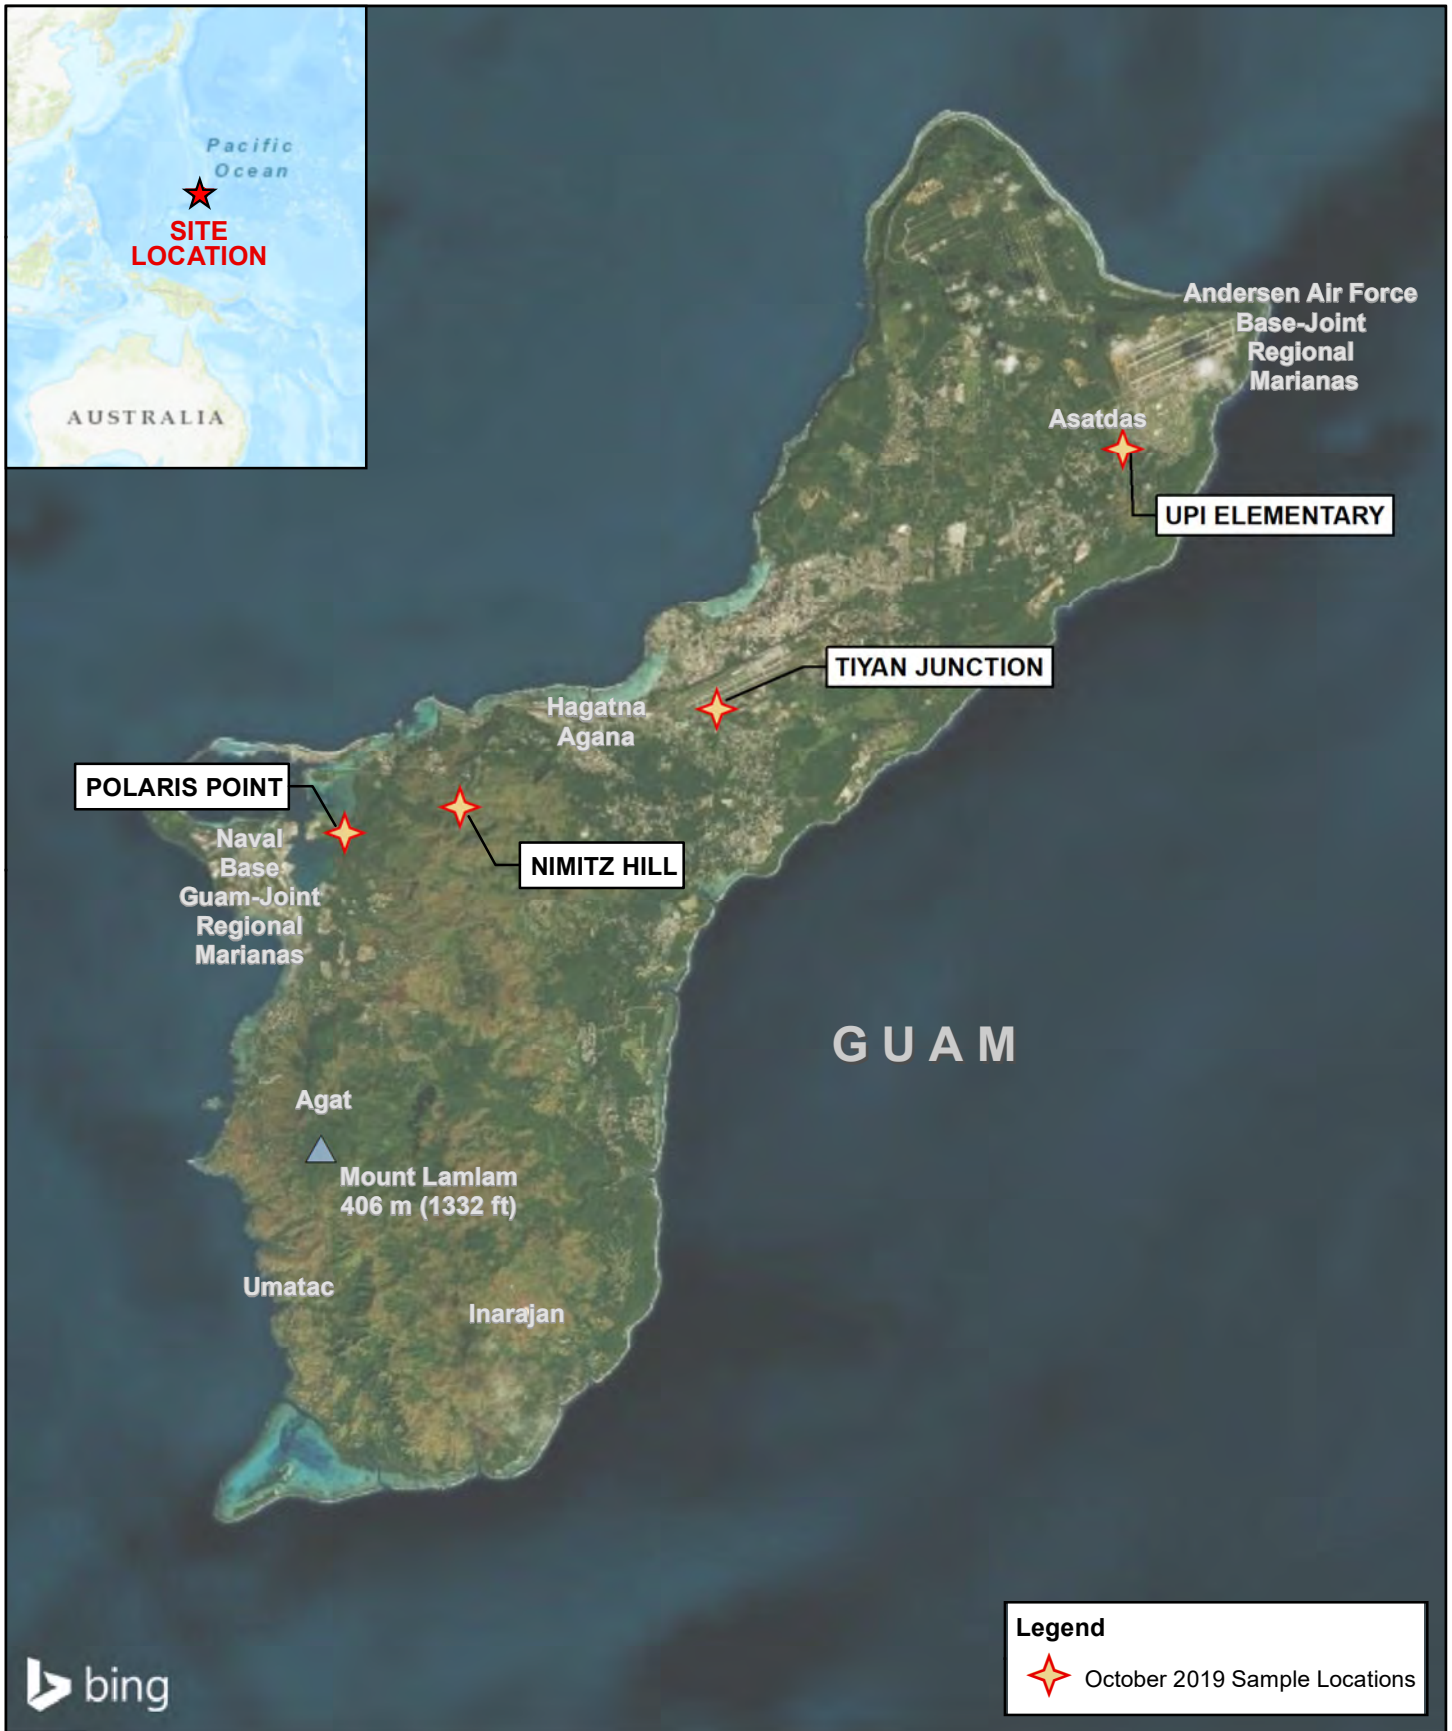 Pacific
Ocean
SITE
LOCATION
AUSTRALIA
Andersen Air Force
Base-Joint
Regional
Marianas
Asatdas
UPI ELEMENTARY
TIYAN JUNCTION
Hagatna
Agana
POLARIS POINT
NIMITZ HILL
Naval
Base
Guam-Joint
Regional
Marianas
GUAM
Agat
Mount Lamlam
406 m (1332 ft)
Umatac
Inarajan
Legend
October 2019 Sample Locations
bing